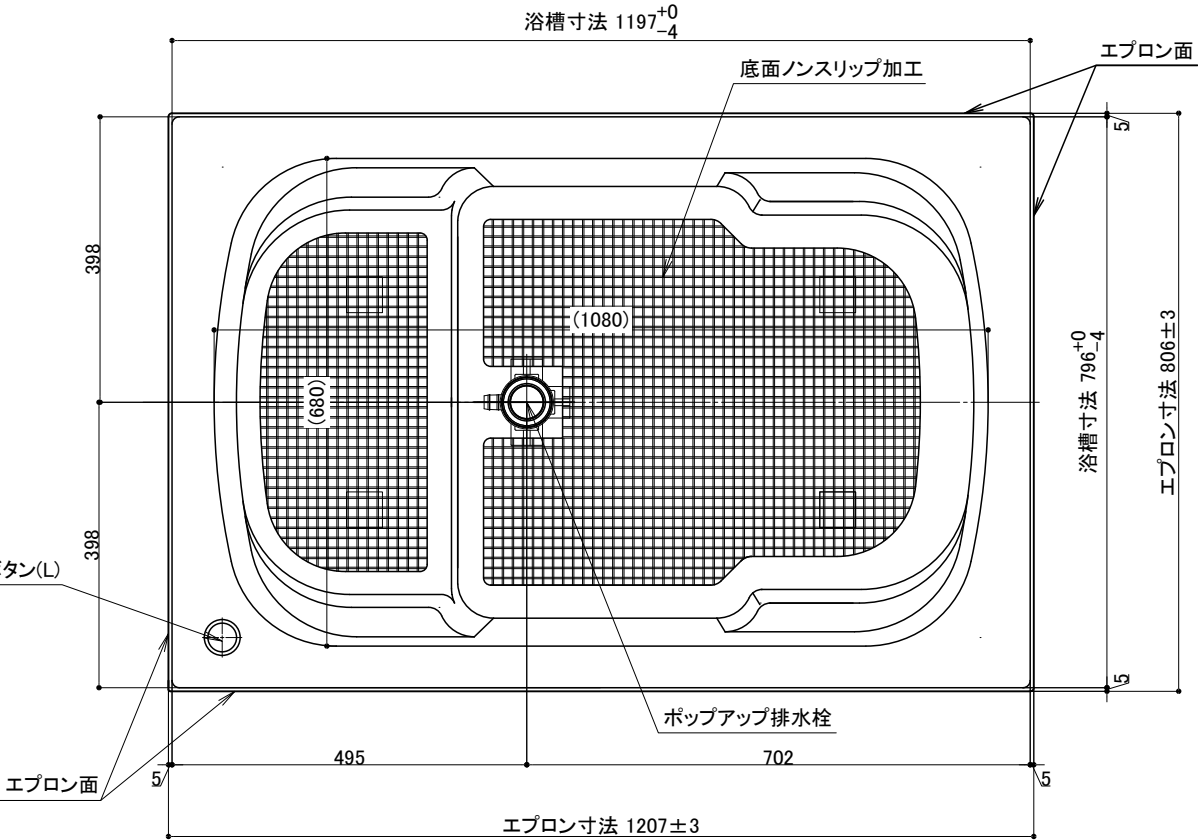 浴槽寸法 1197+0 -4
エプロン面
底面ノンスリップ加工
5
398
(1080)
(680)
浴槽寸法 796+0 -4
エプロン寸法 806±3
398
タン(L)
5
ポップアップ排水栓
495
702
エプロン面
5
5
エプロン寸法 1207±3